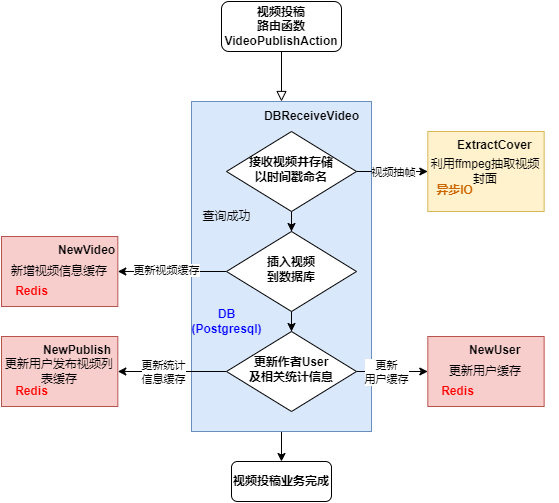 视频投稿
路由函数
VideoPublishAction
DBReceiveVideo
接收视频并存储
以时间戳命名
视频抽帧
ExtractCover
利用ffmpeg抽取视频
封面
异步IO
查询成功
NewVideo
新增视频信息缓存
Redis
更新视频缓存
插入视频
到数据库
DB
(Postgresql)
NewPublish
更新用户发布视频列
表缓存
Redis
更新统计
信息缓存
更新作者User
及相关统计信息
更新
用户缓存
NewUser
更新用户缓存
Redis
视频投稿业务完成